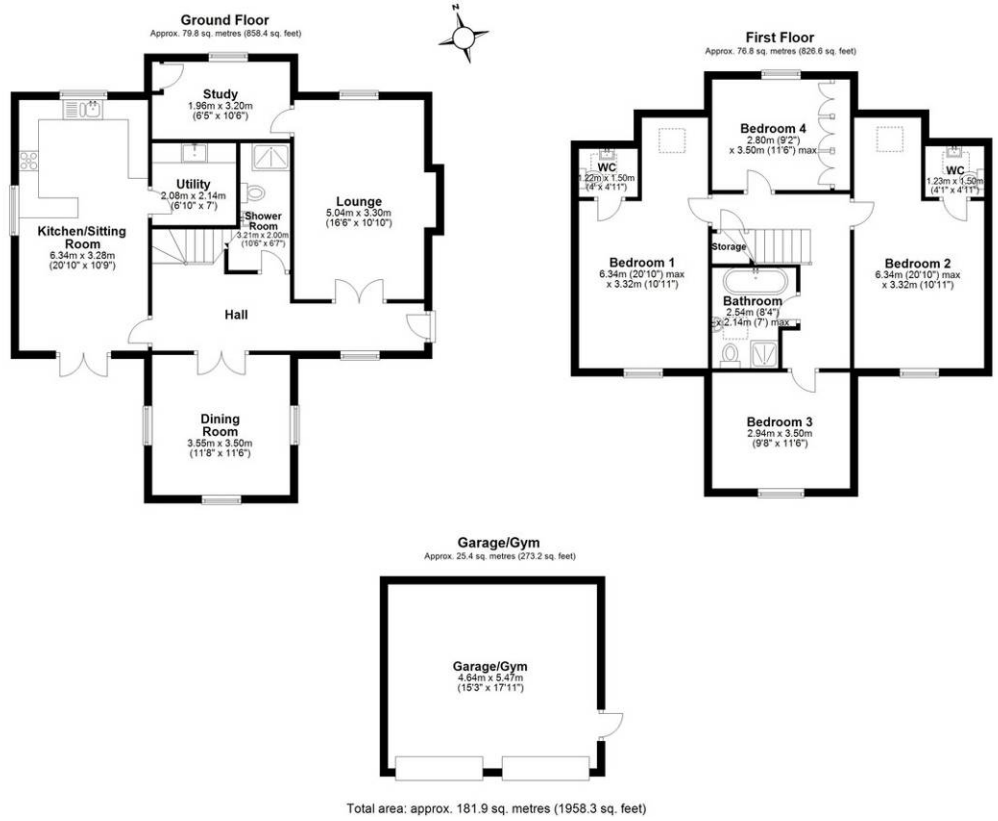 Ground Floor
Approx. 79.8 sq. metres (858.4 sq. feet)
N
Study
1.96m x 3.20m
(6'5" x 10'6")
Utility
2.08m x 2.14m
(6'10" x 7')
Shower
Room
3.21m x 2.00m
(10'6" x 6'7")
Lounge
5.04m x 3.30m
(16'6" x 10'10")
Kitchen/Sitting
Room
6.34m x 3.28m
(20'10" x 10'9")
Hall
Dining
Room
3.55m x 3.50m
(11'8" x 11'6")
First Floor
Approx. 76.8 sq. metres (826.6 sq. feet)
Bedroom 4
2.80m (9'2")
x 3.50m (11'6") max
WC
1.22m x 1.50m
(4' x 4'11")
WC
1.23m x 1.50m
(4'1" x 4'11")
Storage
Bedroom 1
6.34m (20'10") max
x 3.32m (10'11")
Bedroom 2
6.34m (20'10") max
x 3.32m (10'11")
Bathroom
2.54m (8'4")
x 2.14m (7') max
Bedroom 3
2.94m x 3.50m
(9'8" x 11'6")
Garage/Gym
Approx. 25.4 sq. metres (273.2 sq. feet)
Garage/Gym
4.64m x 5.47m
(15'3" x 17'11")
Total area: approx. 181.9 sq. metres (1958.3 sq. feet)